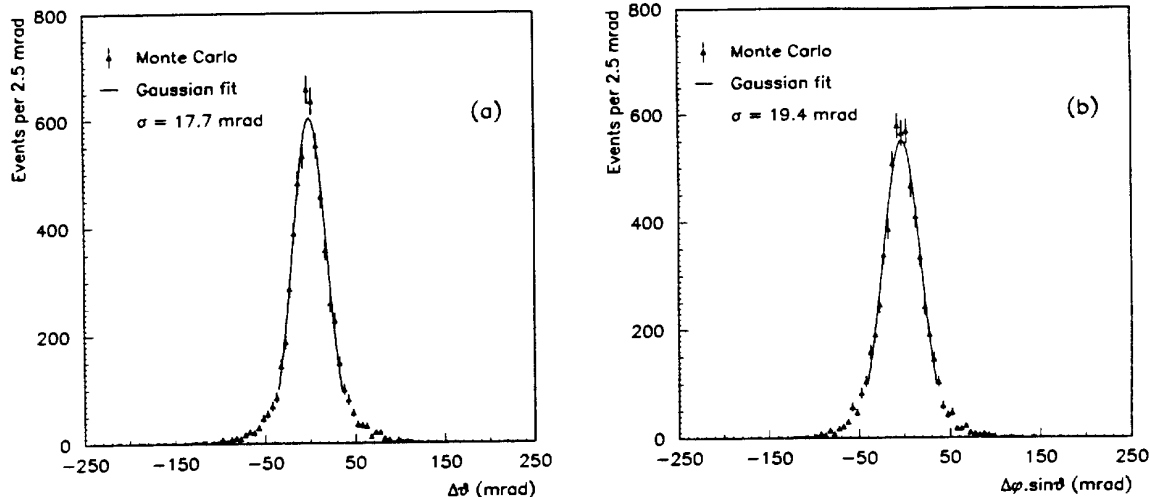 Events per 2.5 mrad
800
600
400
200
0
Monte Carlo
Gaussian fit
σ = 17.7 mrad
(a)
−250 −150 −50 50 150 250
Δϑ (mrad)
Events per 2.5 mrad
800
600
400
200
0
Monte Carlo
Gaussian fit
σ = 19.4 mrad
(b)
−250 −150 −50 50 150 250
Δφ.sinϑ (mrad)